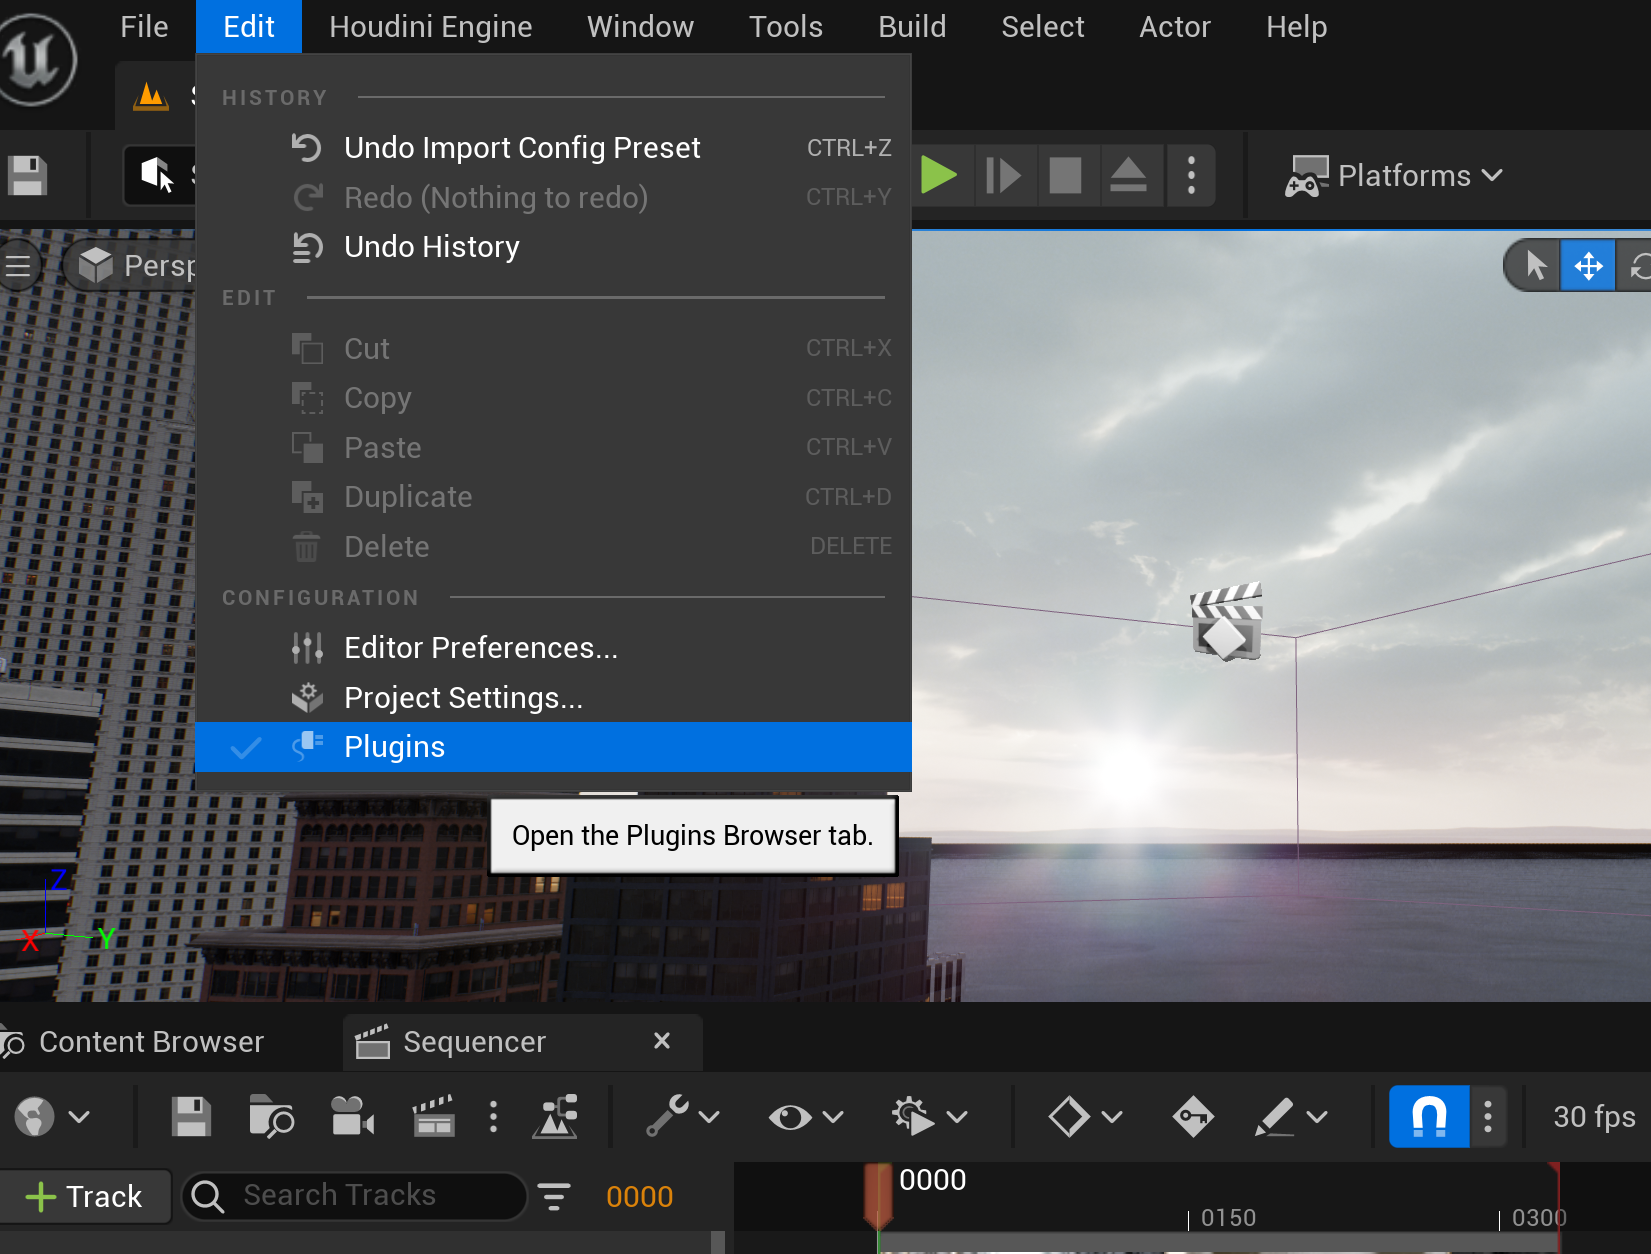 File Edit Houdini Engine Window Tools Build Select Actor Help
HISTORY
Undo Import Config Preset CTRL+Z
Redo (Nothing to redo) CTRL+Y
Undo History
Platforms
EDIT
Cut CTRL+X
Copy CTRL+C
Paste CTRL+V
Duplicate CTRL+D
Delete DELETE
CONFIGURATION
Editor Preferences...
Project Settings...
Plugins
Open the Plugins Browser tab.
Z
X Y
Content Browser Sequencer
30 fps
Track Search Tracks 0000 0000
0150 0300